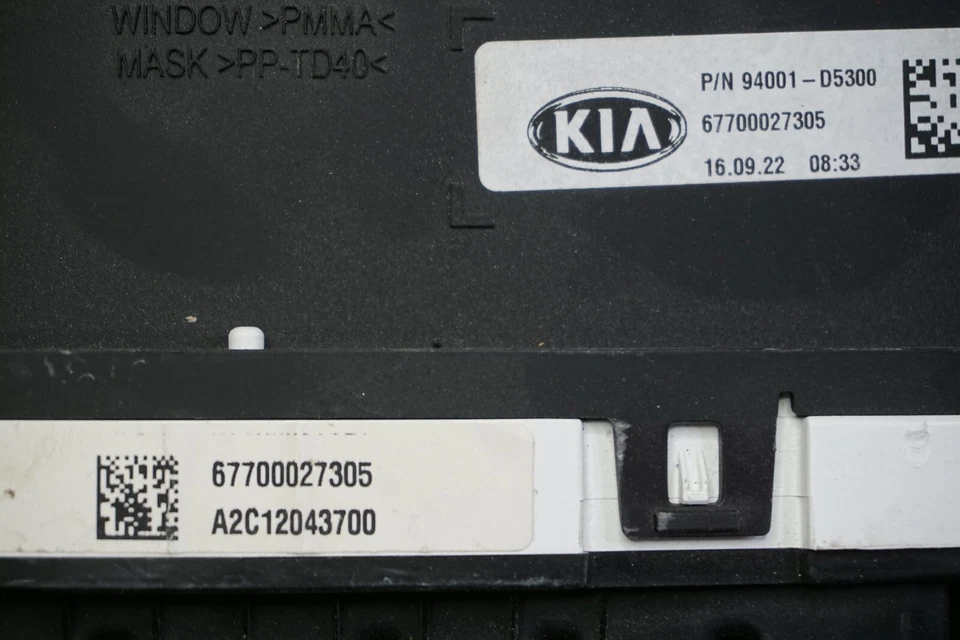 WINDOW >PMMA<
MASK >PP-TD40<
KIA
P/N 94001-D5300
67700027305
16.09.22 08:33
67700027305
A2C12043700